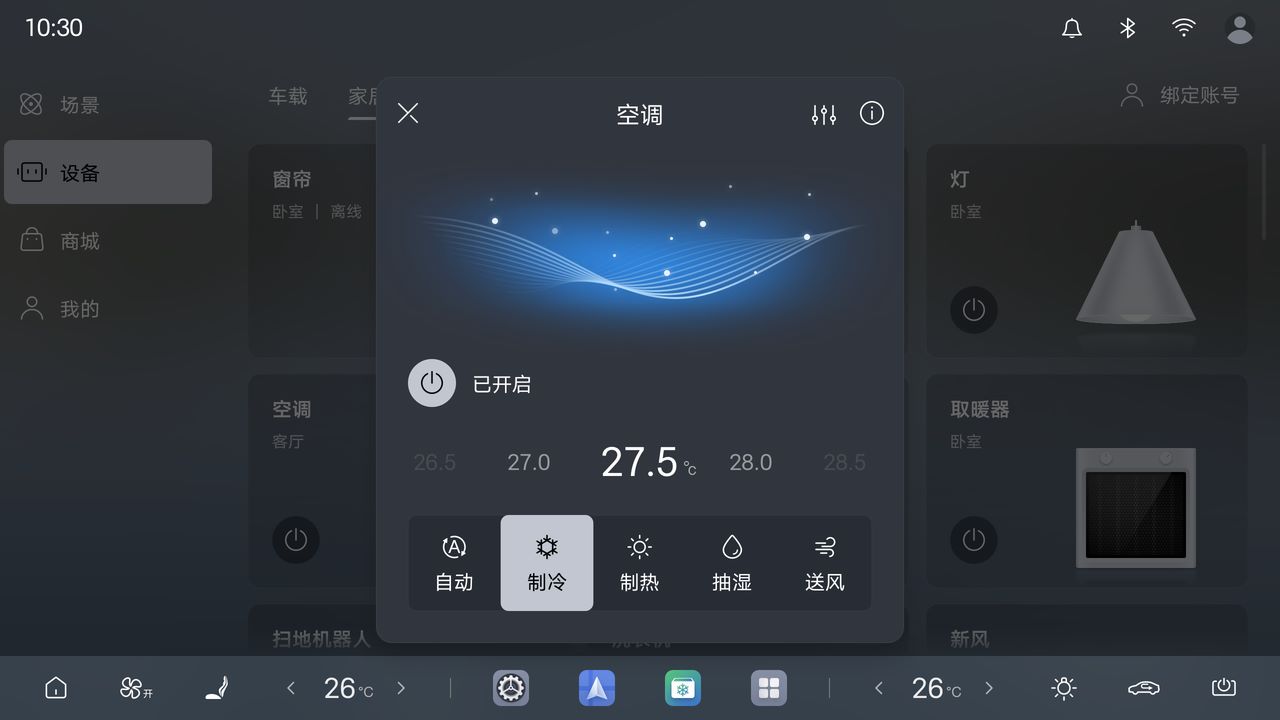 10:30
场景
设备
商城
我的
车载
家居
绑定账号
窗帘
卧室 | 离线
空调
客厅
扫地机器人
空调
已开启
26.5 27.0 27.5℃ 28.0 28.5
自动 制冷 制热 抽湿 送风
灯
卧室
取暖器
卧室
洗衣机
新风
开
26℃
26℃